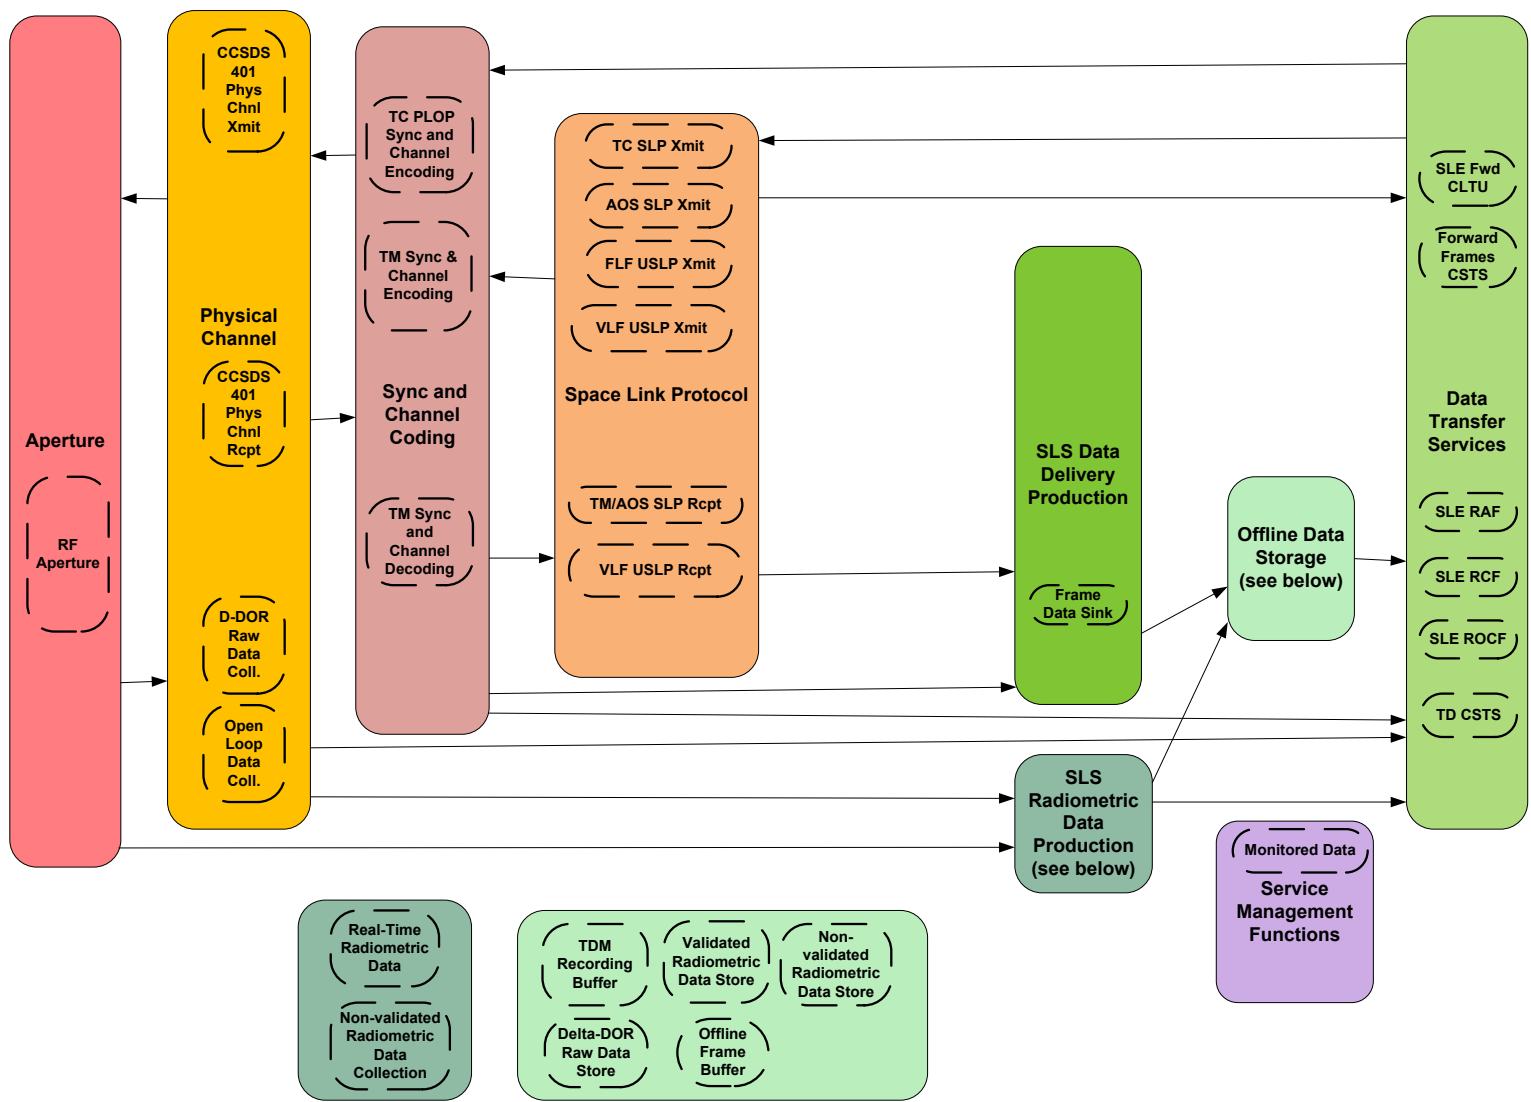 Aperture
RF
Aperture
CCSDS
401
Phys
Chnl
Xmit
Physical
Channel
CCSDS
401
Phys
Chnl
Rcpt
D-DOR
Raw
Data
Coll.
Open
Loop
Data
Coll.
TC PLOP
Sync and
Channel
Encoding
TM Sync &
Channel
Encoding
Sync and
Channel
Coding
TM Sync
and
Channel
Decoding
TC SLP Xmit
AOS SLP Xmit
FLF USLP Xmit
VLF USLP Xmit
Space Link Protocol
TM/AOS SLP Rcpt
VLF USLP Rcpt
SLS Data
Delivery
Production
Frame
Data Sink
SLS
Radiometric
Data
Production
(see below)
Offline Data
Storage
(see below)
SLE Fwd
CLTU
Forward
Frames
CSTS
Data
Transfer
Services
SLE RAF
SLE RCF
SLE ROCF
TD CSTS
Monitored Data
Service
Management
Functions
Real-Time
Radiometric
Data
Non-validated
Radiometric
Data
Collection
TDM
Recording
Buffer
Validated
Radiometric
Data Store
Non-
validated
Radiometric
Data Store
Delta-DOR
Raw Data
Store
Offline
Frame
Buffer